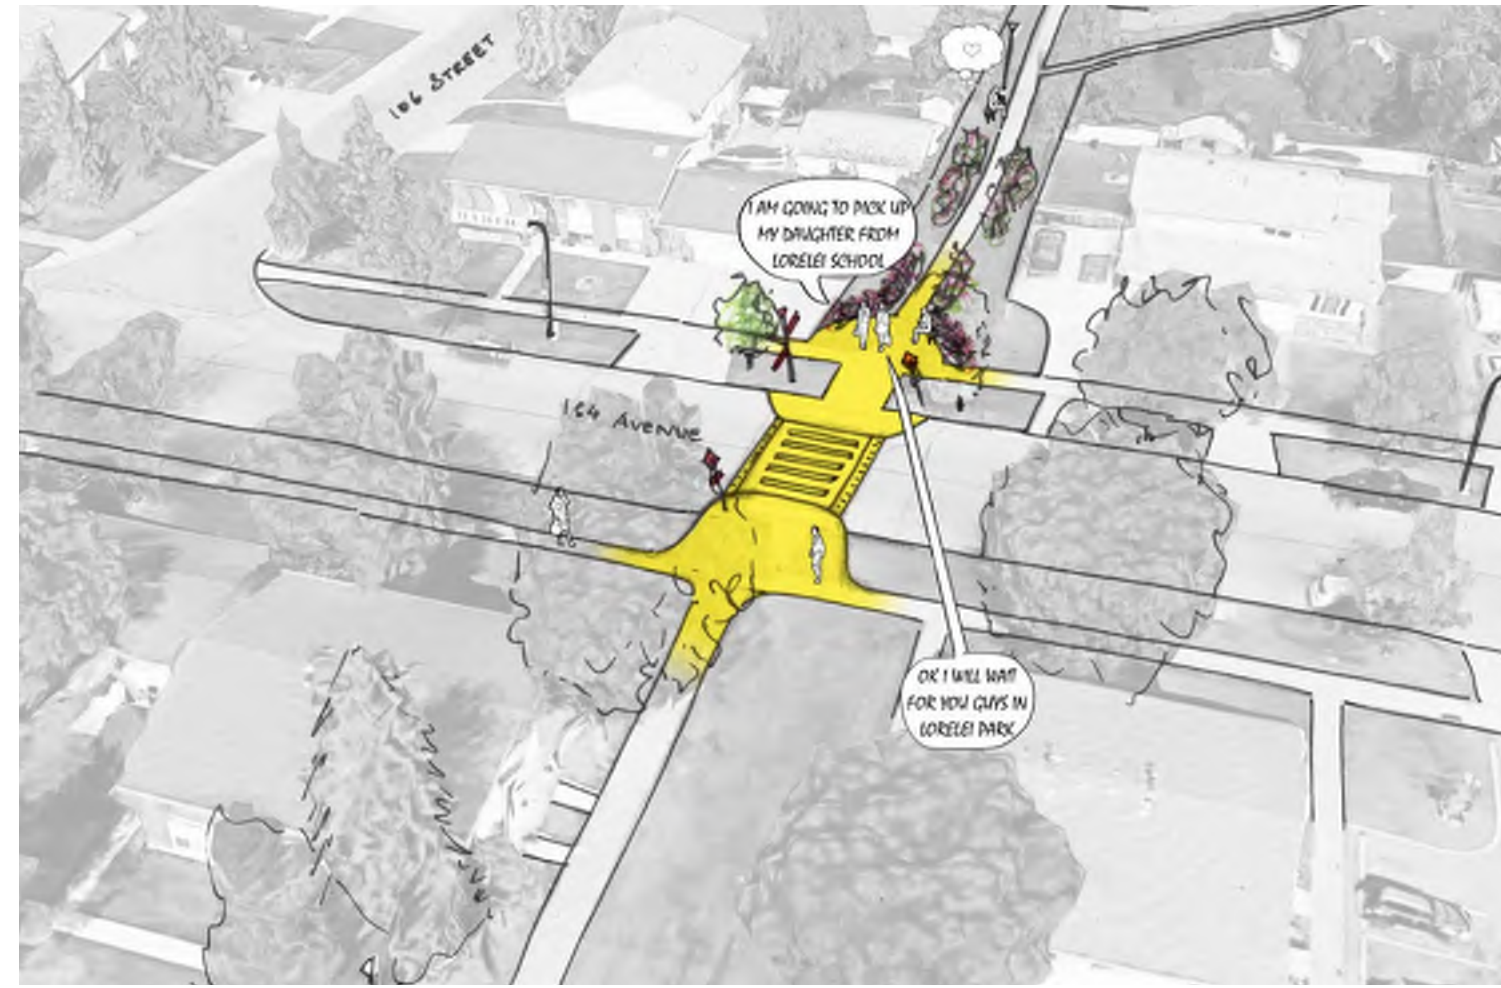 106 STREET
I AM GOING TO PICK UP
MY DAUGHTER FROM
LORELEI SCHOOL
164 AVENUE
OK I WILL WAIT
FOR YOU GUYS IN
LORELEI PARK